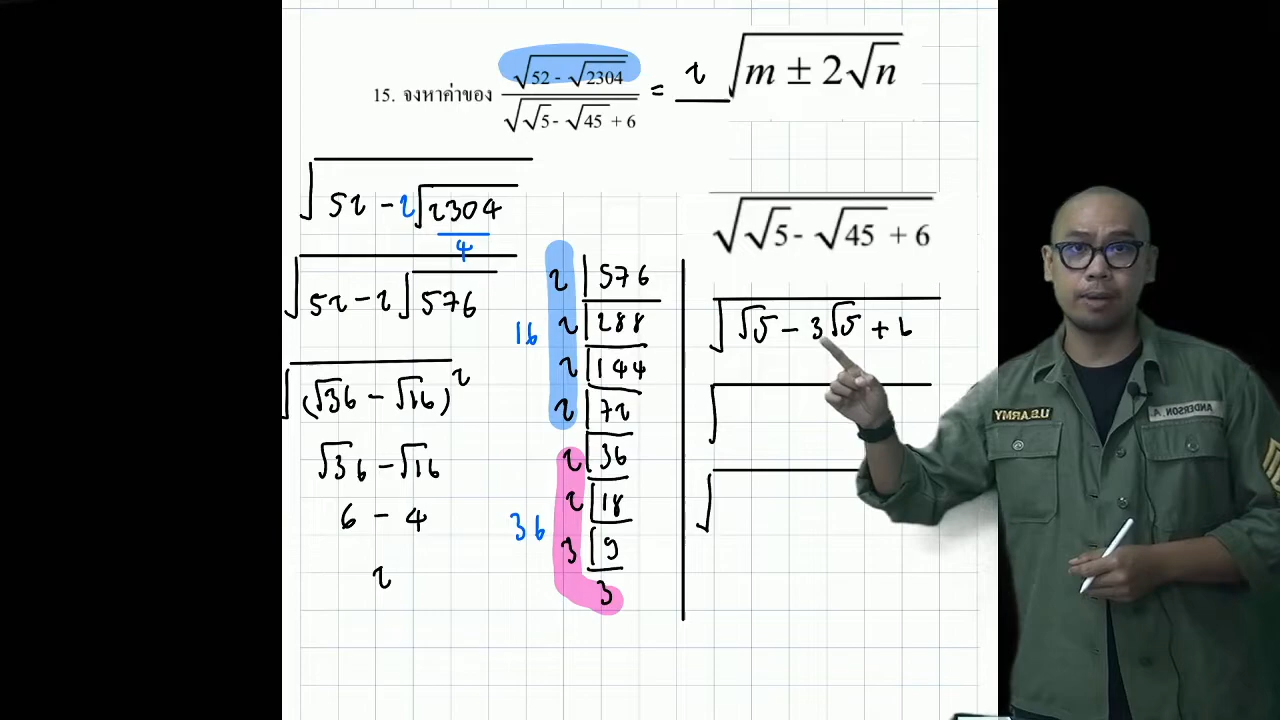 15. จงหาค่าของ √(52 - √2304) / √(√5 - √45 + 6) = 2 / ___
√(m ± 2√n)
√(52 - 2√(2304/4))
√(52 - 2√576)
√((√36 - √16)²)
√36 - √16
6 - 4
2
2 | 576
2 | 288
16
2 | 144
2 | 72
2 | 36
2 | 18
36
3 | 9
3
√(√5 - √45 + 6)
√(√5 - 3√5 + 6)
U.S. ARMY
ANDERSON. A.